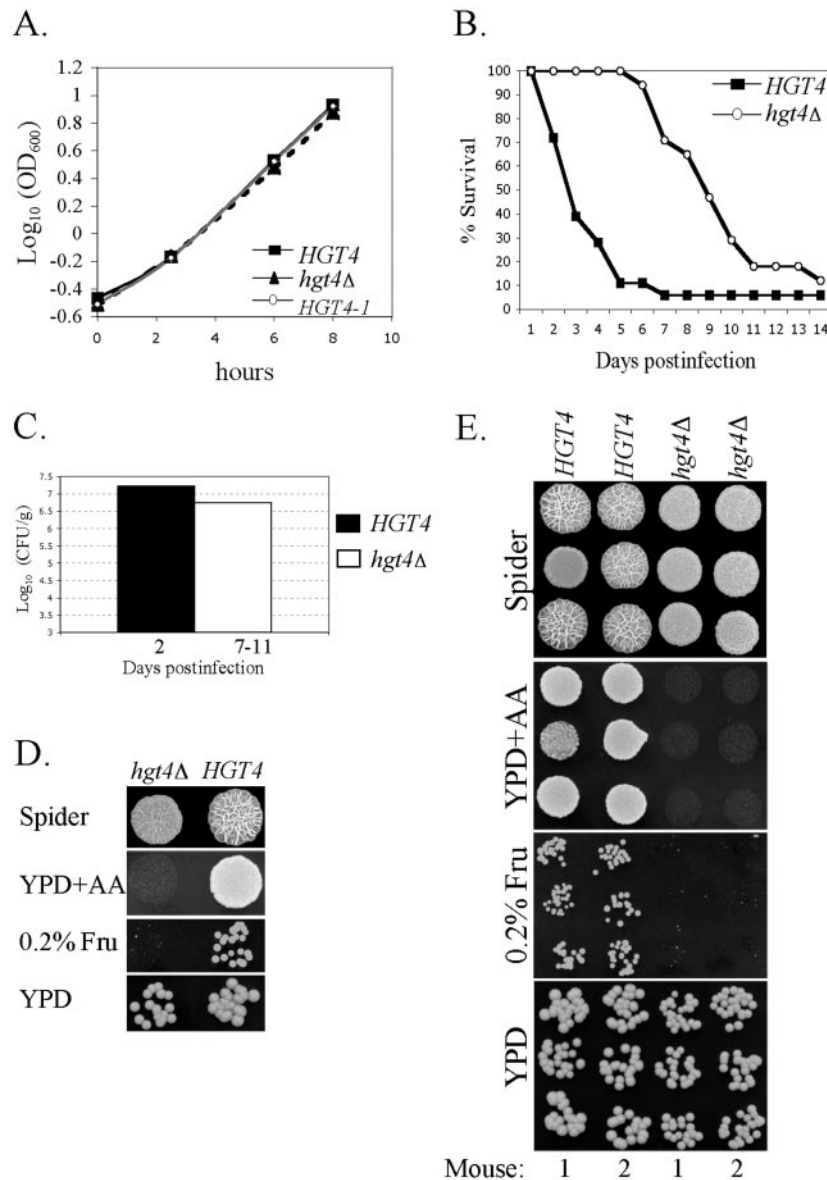 A.
1.2
1
0.8
0.6
0.4
0.2
0
-0.2
-0.4
-0.6
Log₁₀ (OD₆₀₀)
HGT4
hgt4Δ
HGT4-1
0 2 4 6 8 10
hours
B.
100
90
80
70
60
50
40
30
20
10
0
% Survival
HGT4
hgt4Δ
1 2 3 4 5 6 7 8 9 10 11 12 13 14
Days postinfection
C.
7.5
7
6.5
6
5.5
5
4.5
4
3.5
3
Log₁₀ (CFU/g)
HGT4
hgt4Δ
2 7-11
Days postinfection
D.
hgt4Δ HGT4
Spider
YPD+AA
0.2% Fru
YPD
E.
HGT4 HGT4 hgt4Δ hgt4Δ
Spider
YPD+AA
0.2% Fru
YPD
Mouse: 1 2 1 2